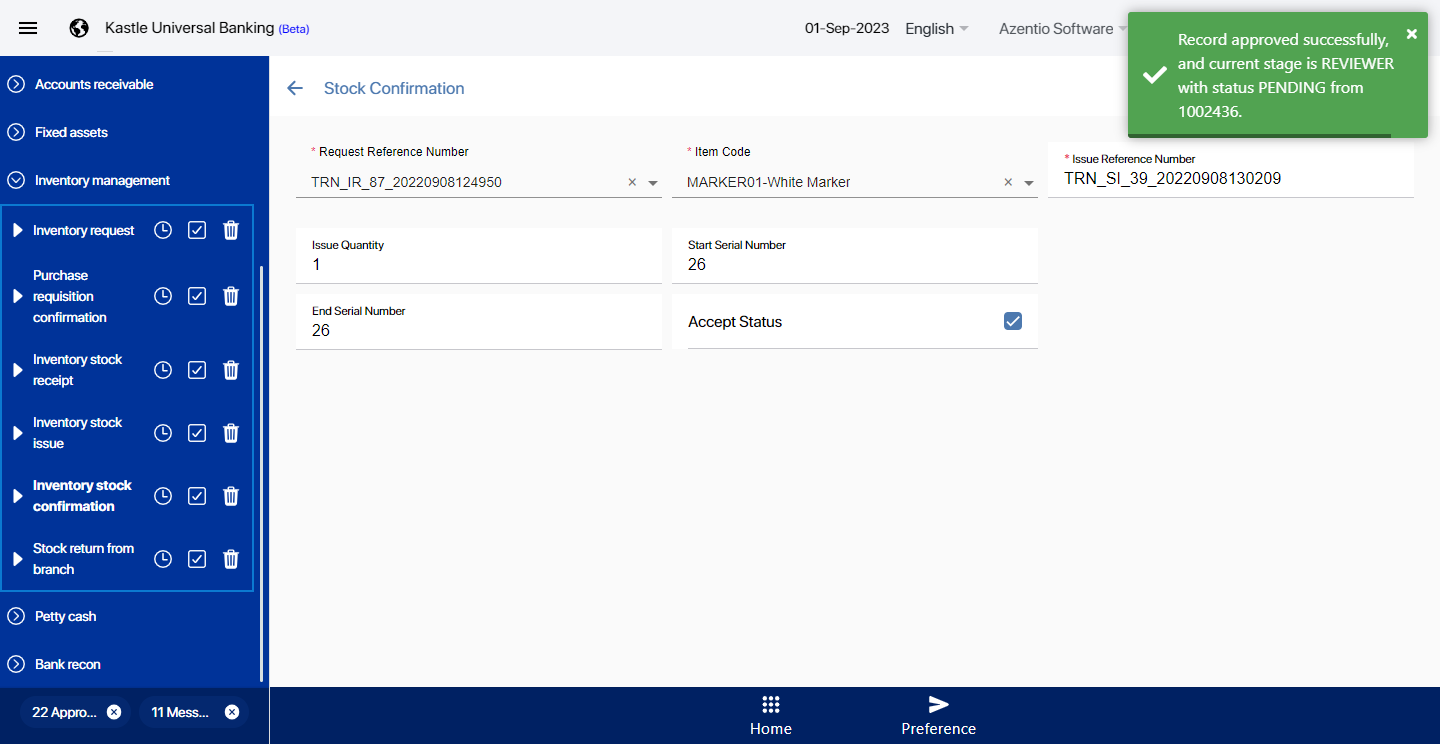 Kastle Universal Banking (Beta)
01-Sep-2023
English
Azentio Software
Record approved successfully,
and current stage is REVIEWER
with status PENDING from
1002436.
Accounts receivable
Fixed assets
Inventory management
Inventory request
Purchase
requisition
confirmation
Inventory stock
receipt
Inventory stock
issue
Inventory stock
confirmation
Stock return from
branch
Petty cash
Bank recon
22 Appro...
11 Mess...
Stock Confirmation
* Request Reference Number
TRN_IR_87_20220908124950
* Item Code
MARKER01-White Marker
* Issue Reference Number
TRN_SI_39_20220908130209
Issue Quantity
1
Start Serial Number
26
End Serial Number
26
Accept Status
Home
Preference